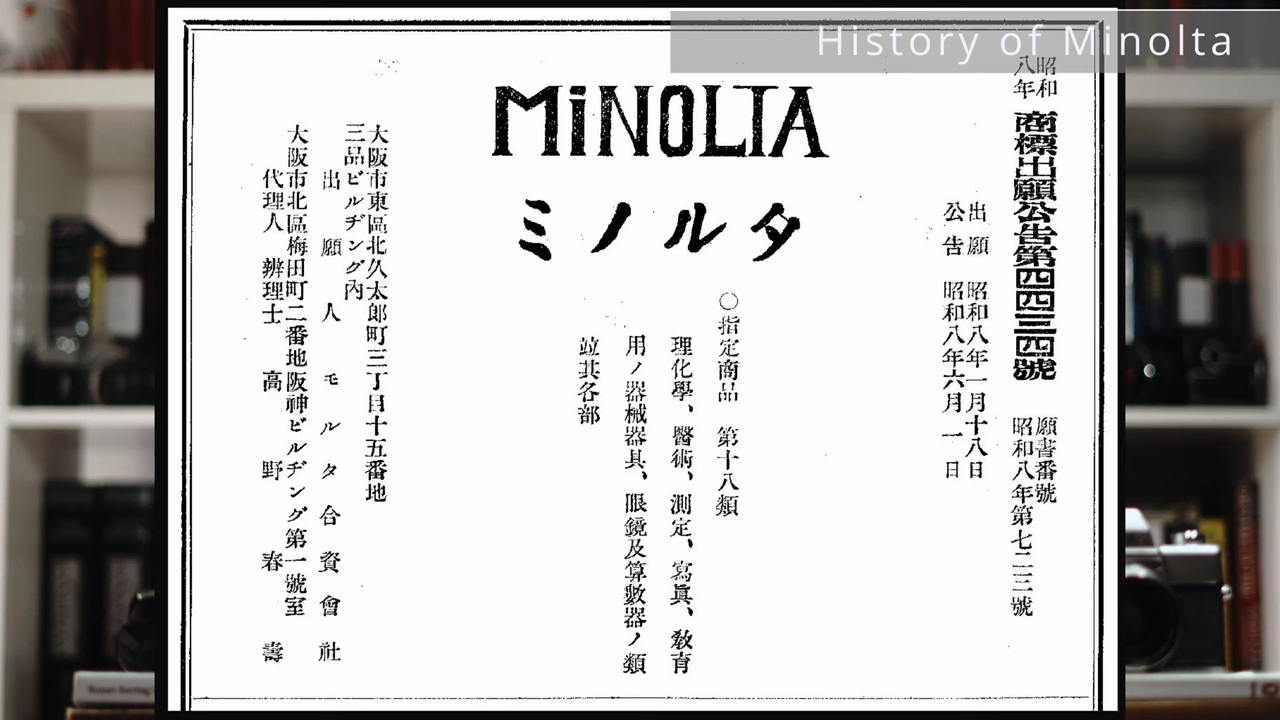 History of Minolta
昭和八年 商標出願公告第四四三四號
願書番號 昭和八年第七二三號
出願 昭和八年一月十八日
公告 昭和八年六月一日
MiNOLTA
ミノルタ
○指定商品 第十八類
理化學、醫術、測定、寫眞、敎育
用ノ器械器具、眼鏡及算數器ノ類
竝其各部
大阪市東區北久太郞町三丁目十五番地
三品ビルヂング內
出願人 モルタ合資會社
大阪市北區梅田町二番地阪神ビルヂング第一號室
代理人 辨理士 高野春壽